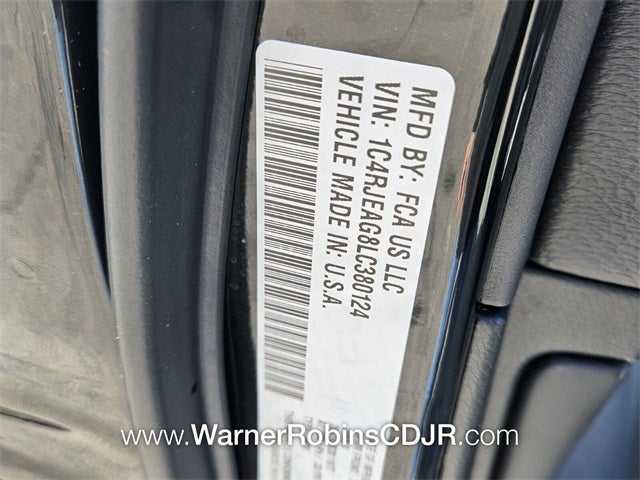 MFD BY: FCA US LLC
VIN: 1C4RJEAG8LC380124
VEHICLE MADE IN: U.S.A.
www.WarnerRobinsCDJR.com